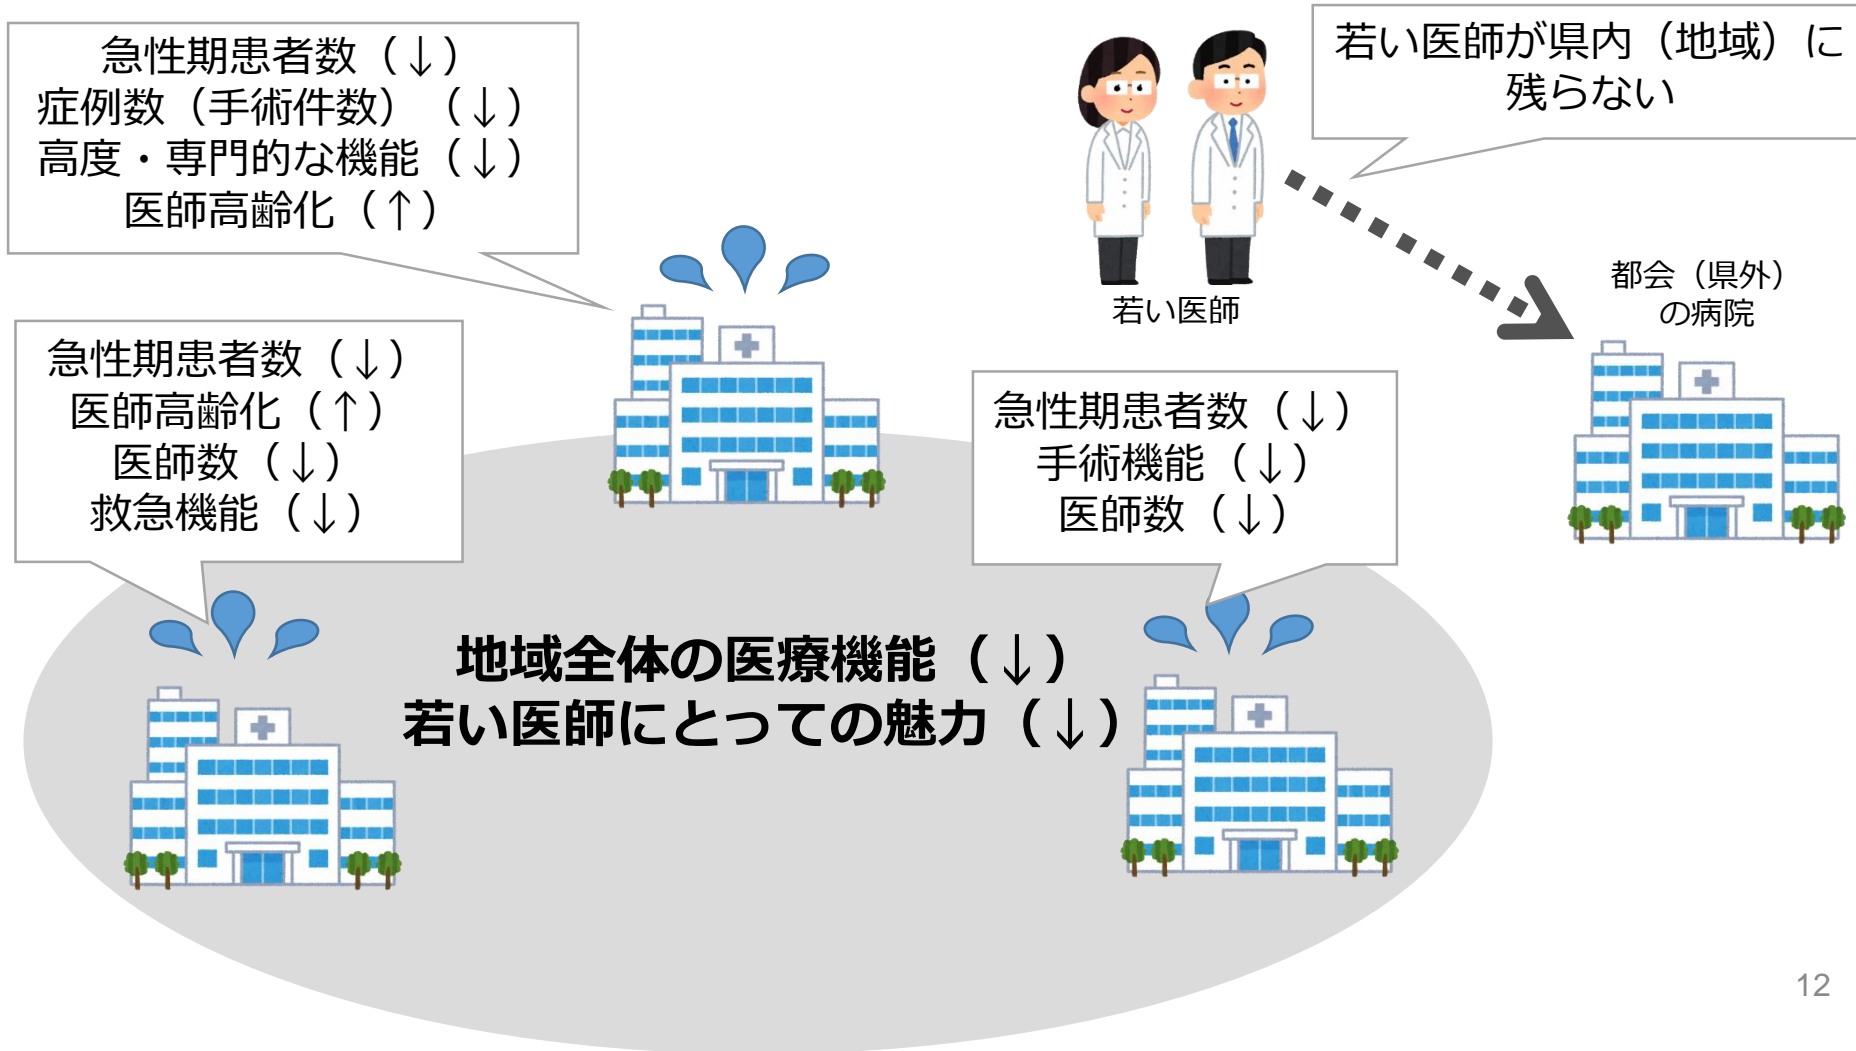 急性期患者数（↓）
症例数（手術件数）（↓）
高度・専門的な機能（↓）
医師高齢化（↑）
若い医師が県内（地域）に
残らない
若い医師
都会（県外）
の病院
急性期患者数（↓）
医師高齢化（↑）
医師数（↓）
救急機能（↓）
急性期患者数（↓）
手術機能（↓）
医師数（↓）
地域全体の医療機能（↓）
若い医師にとっての魅力（↓）
12